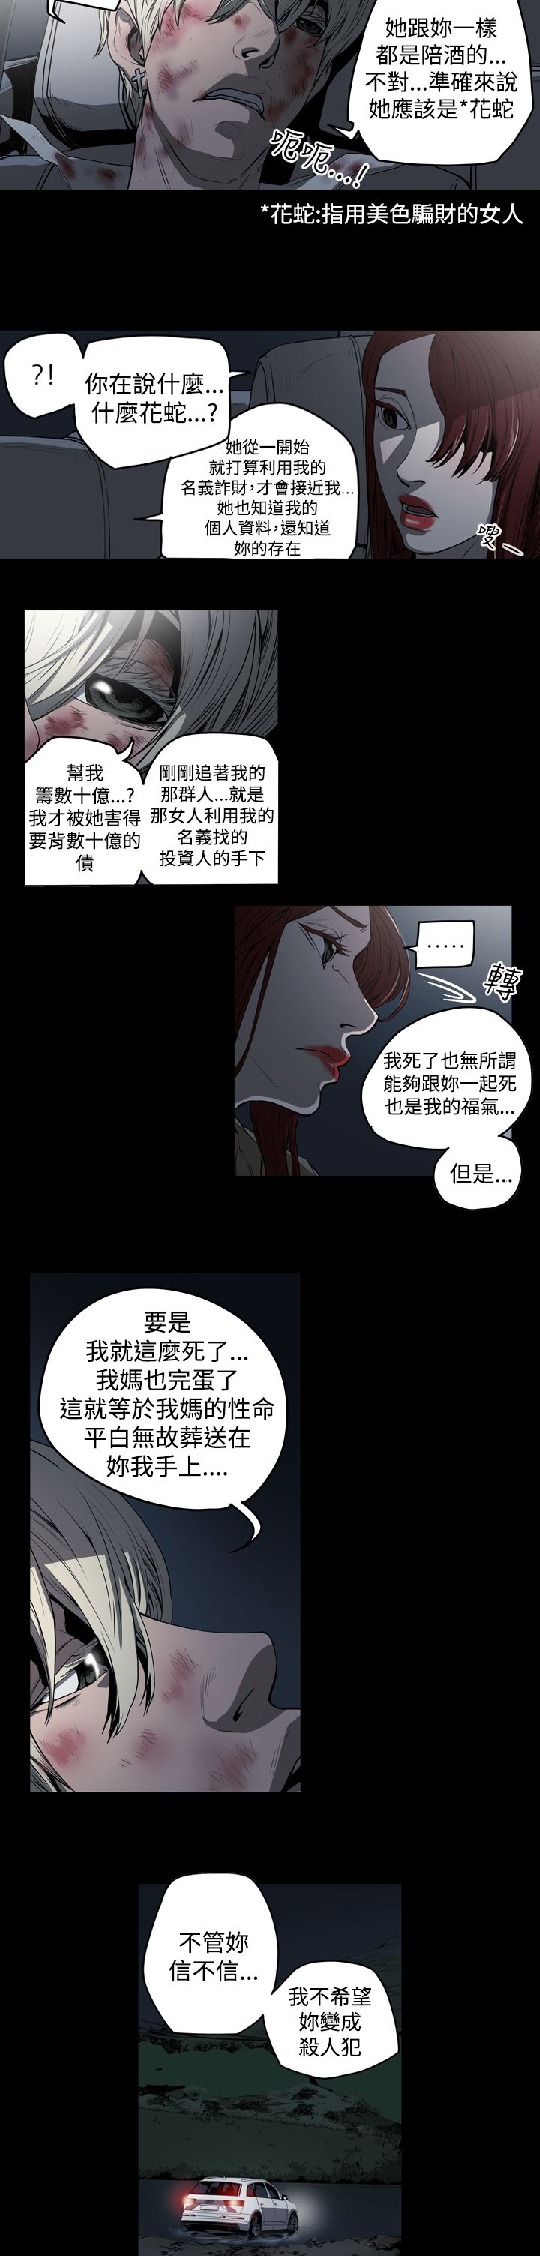 她跟妳一樣
都是陪酒的...
不對...準確來說
她應該是*花蛇
呃呃...!
*花蛇:指用美色騙財的女人
?!
你在說什麼...
什麼花蛇...?
她從一開始
就打算利用我的
名義詐財,才會接近我...
她也知道我的
個人資料,還知道
妳的存在
嘎
幫我
籌數十億...?
我才被她害得
要背數十億的
債
剛剛追著我的
那群人...就是
那女人利用我的
名義找的
投資人的手下
.....
轉
我死了也無所謂
能夠跟妳一起死
也是我的福氣...
但是...
要是
我就這麼死了...
我媽也完蛋了
這就等於我媽的性命
平白無故葬送在
妳我手上....
不管妳
信不信...
我不希望
妳變成
殺人犯